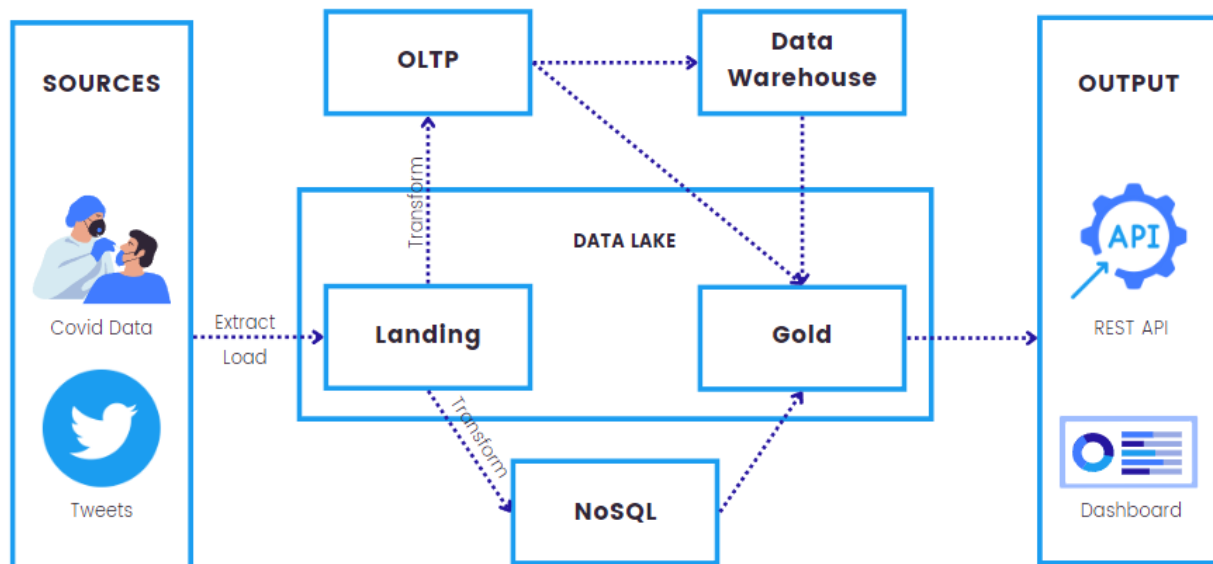 SOURCES
Covid Data
Tweets
Extract
Load
OLTP
Transform
Data
Warehouse
DATA LAKE
Landing
Gold
Transform
NoSQL
OUTPUT
API
REST API
Dashboard